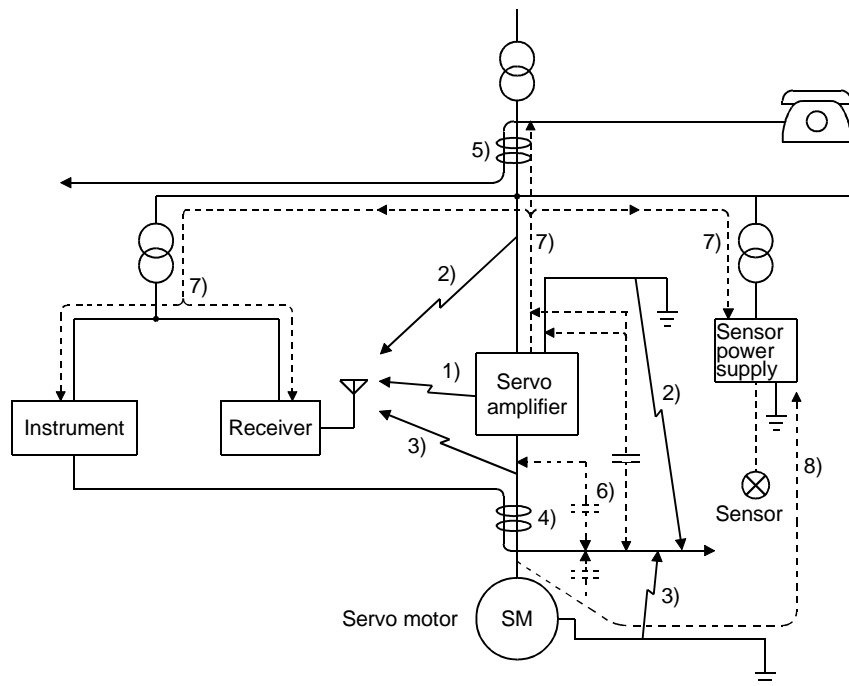 5)
2)
7)
7)
7)
Sensor
power
supply
1)
Servo
amplifier
2)
Instrument
Receiver
3)
8)
6)
4)
Sensor
3)
Servo motor
SM